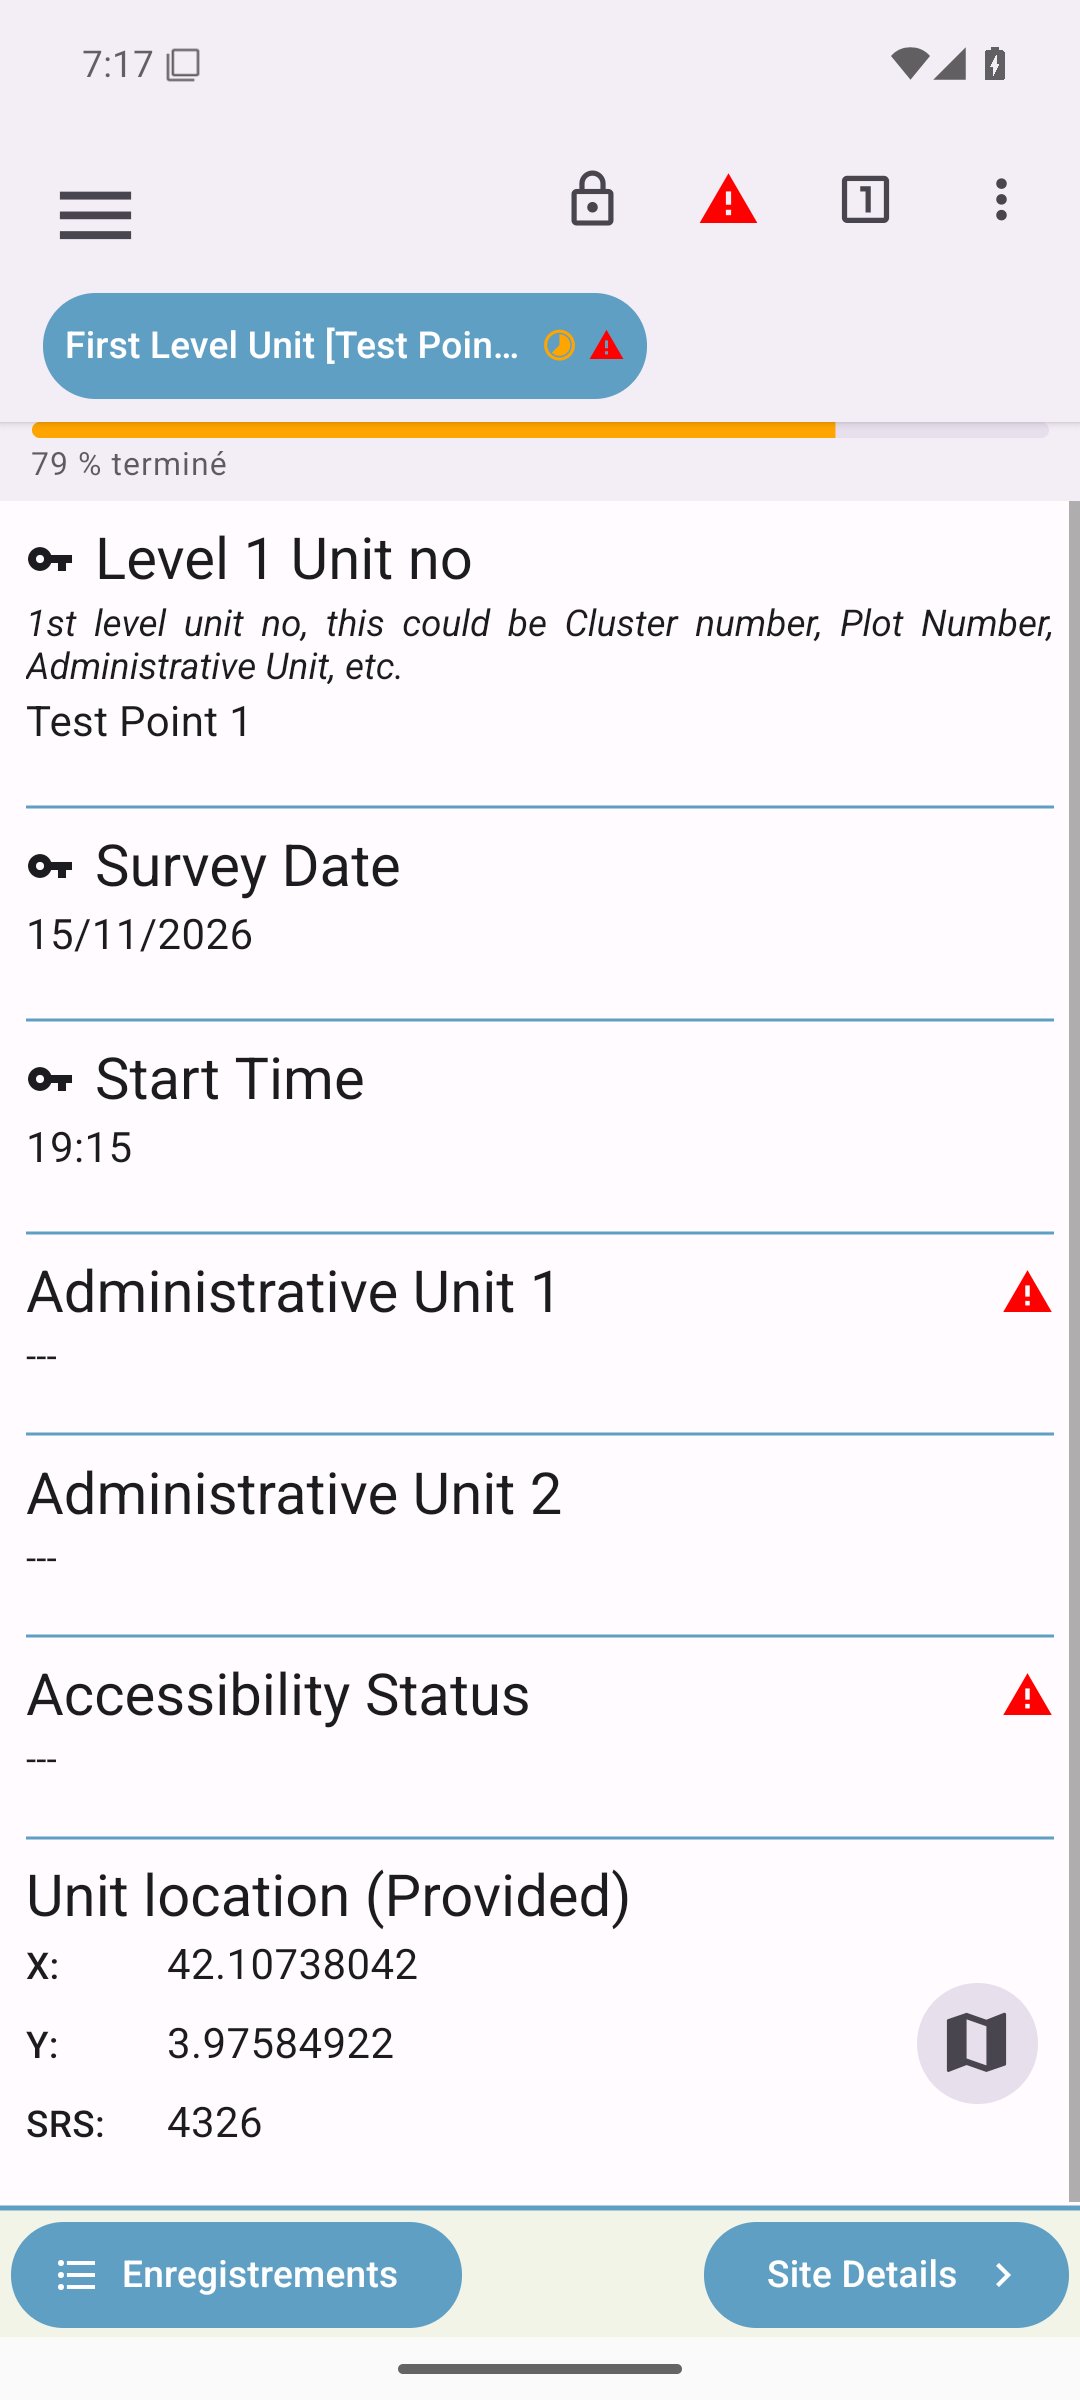 7:17
First Level Unit [Test Poin...
79 % terminé
Level 1 Unit no
1st level unit no, this could be Cluster number, Plot Number,
Administrative Unit, etc.
Test Point 1
Survey Date
15/11/2026
Start Time
19:15
Administrative Unit 1
---
Administrative Unit 2
---
Accessibility Status
---
Unit location (Provided)
X: 42.10738042
Y: 3.97584922
SRS: 4326
Enregistrements
Site Details